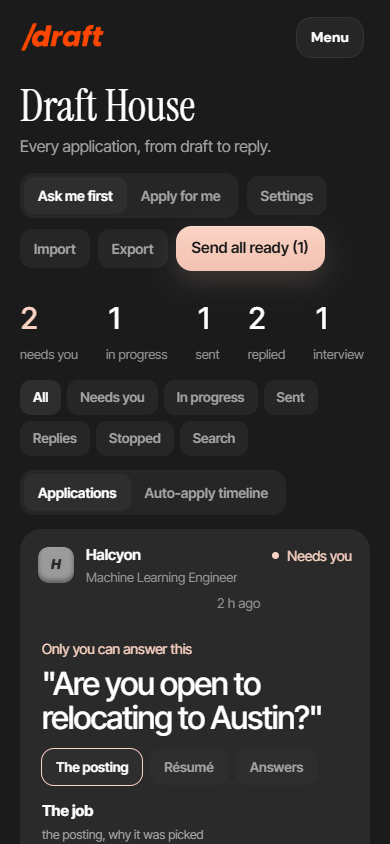 /draft
Menu
Draft House
Every application, from draft to reply.
Ask me first Apply for me Settings
Import Export Send all ready (1)
2 1 1 2 1
needs you in progress sent replied interview
All Needs you In progress Sent
Replies Stopped Search
Applications Auto-apply timeline
H Halcyon Needs you
Machine Learning Engineer
2 h ago
Only you can answer this
"Are you open to
relocating to Austin?"
The posting Résumé Answers
The job
the posting, why it was picked